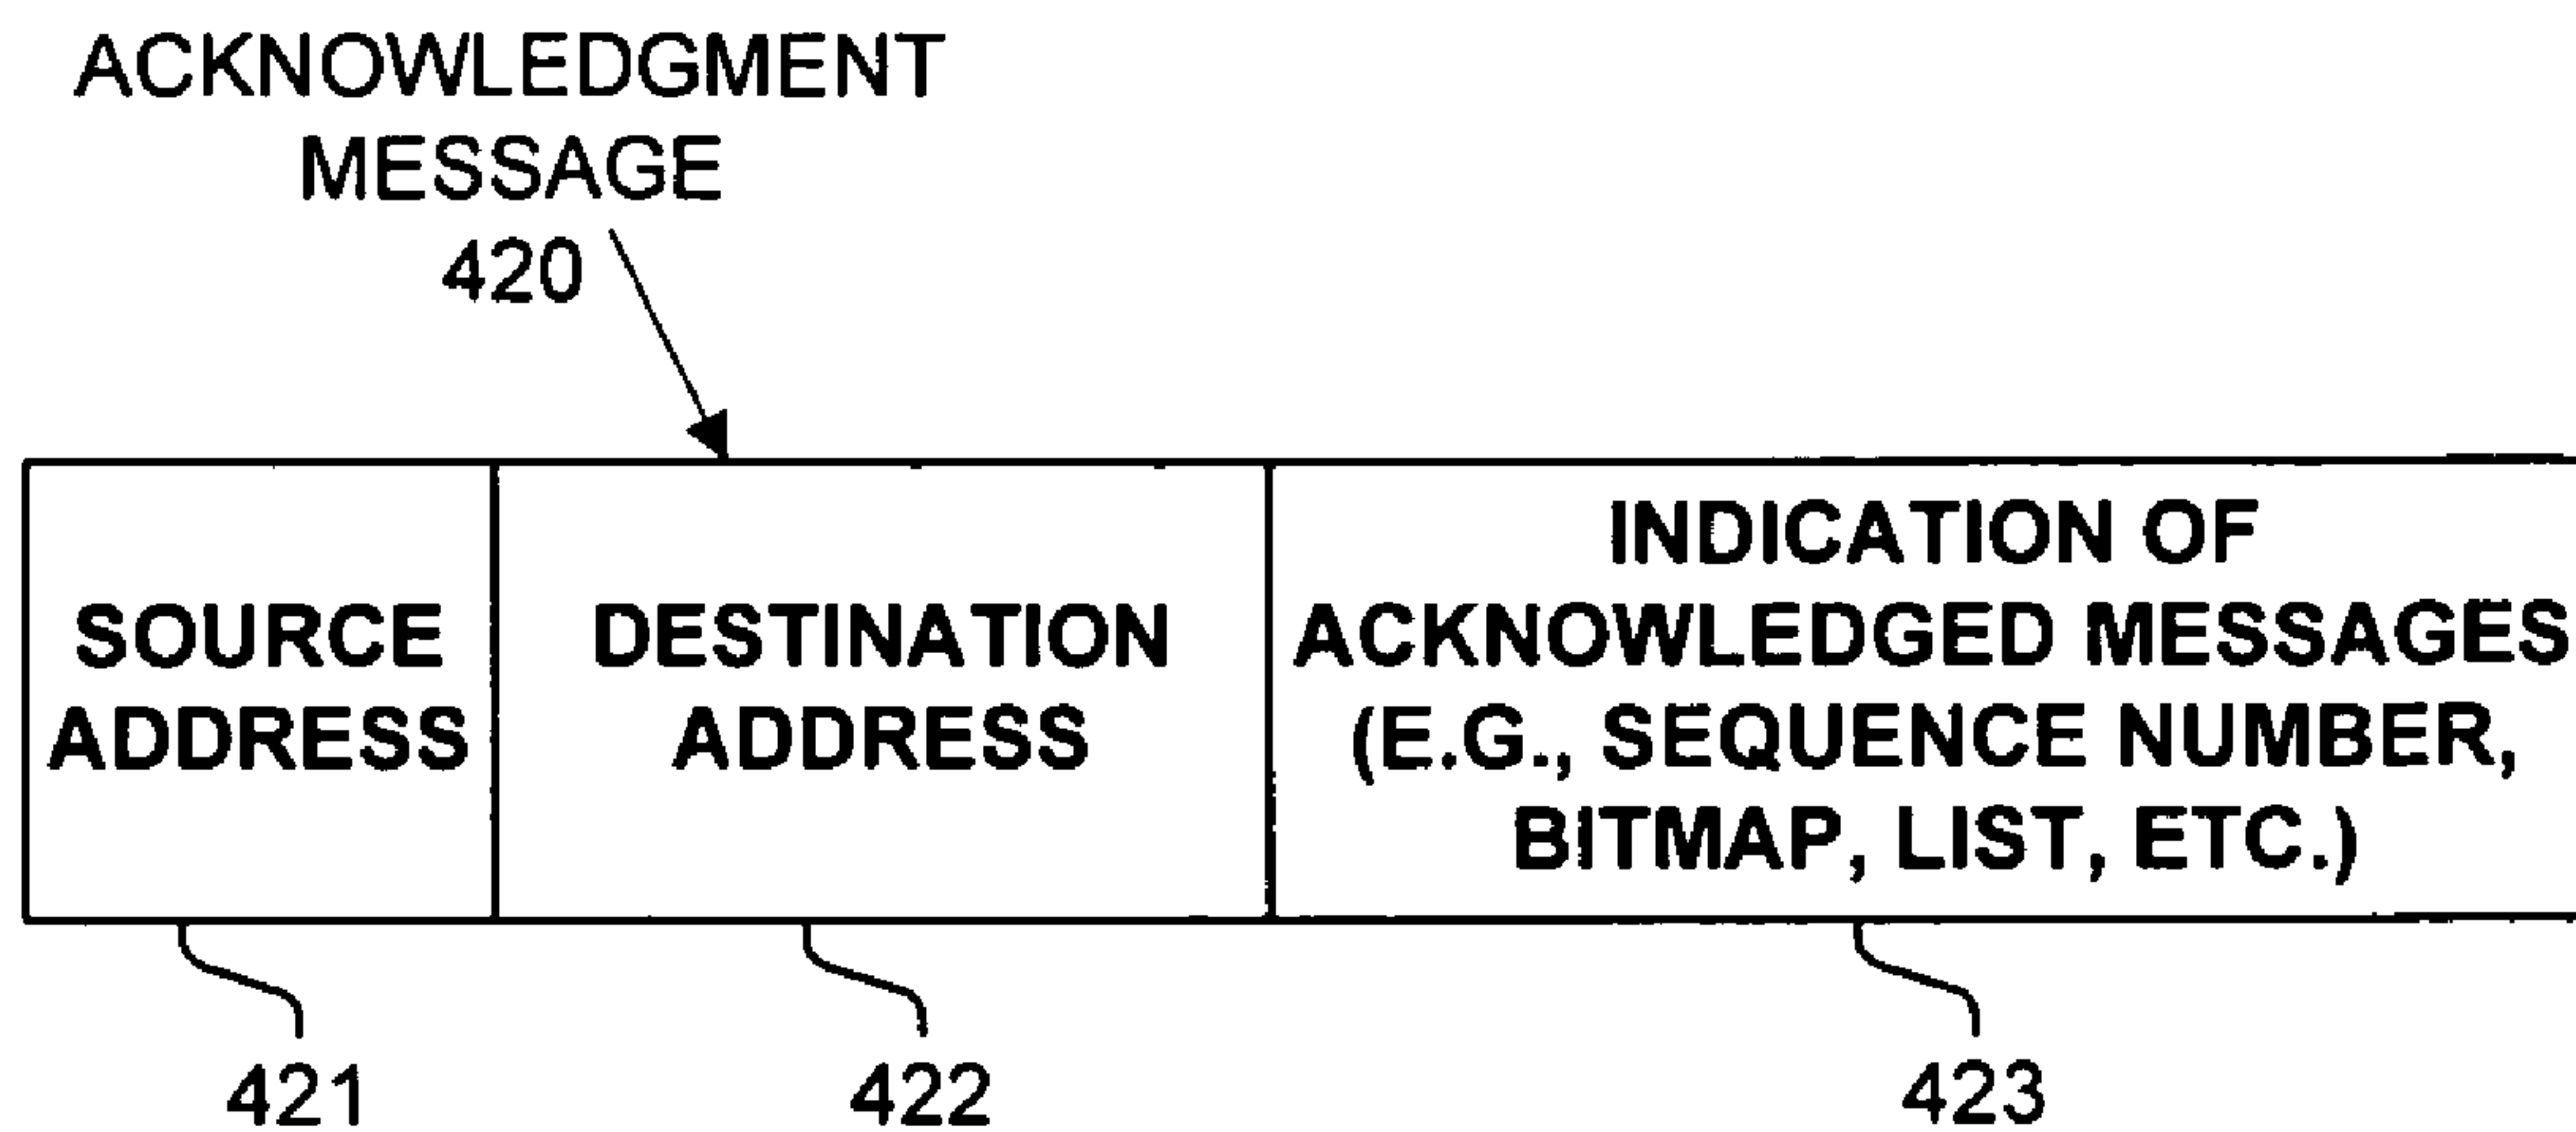 ACKNOWLEDGMENT
MESSAGE
420
SOURCE
ADDRESS
DESTINATION
ADDRESS
INDICATION OF
ACKNOWLEDGED MESSAGES
(E.G., SEQUENCE NUMBER,
BITMAP, LIST, ETC.)
421
422
423